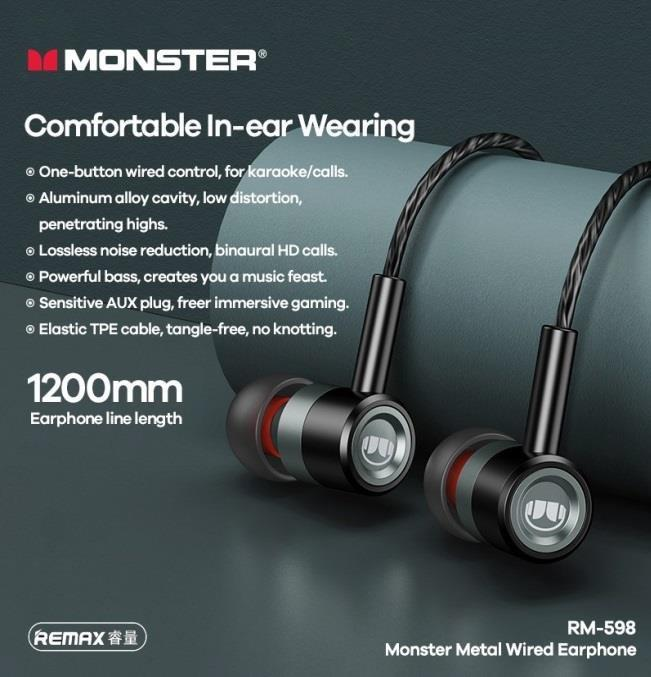 MONSTER®
Comfortable In-ear Wearing
One-button wired control, for karaoke/calls.
Aluminum alloy cavity, low distortion,
penetrating highs.
Lossless noise reduction, binaural HD calls.
Powerful bass, creates you a music feast.
Sensitive AUX plug, freer immersive gaming.
Elastic TPE cable, tangle-free, no knotting.
1200mm
Earphone line length
REMAX 睿量
RM-598
Monster Metal Wired Earphone